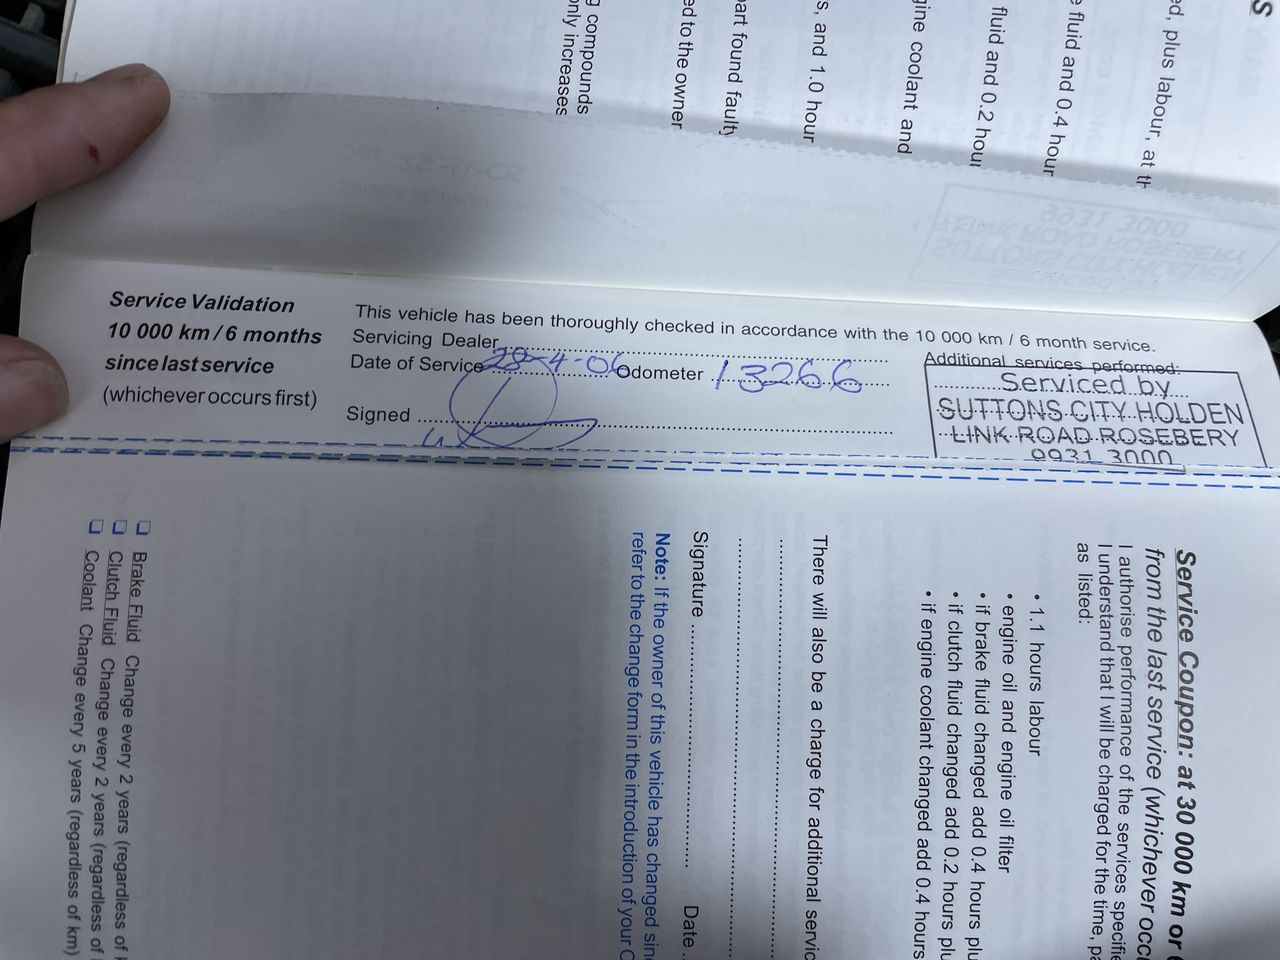 S
ed, plus labour, at th
e fluid and 0.4 hour
fluid and 0.2 hour
gine coolant and
s, and 1.0 hour
part found faulty
ed to the owner
g compounds
only increases
Service Validation
10 000 km / 6 months
since last service
(whichever occurs first)
This vehicle has been thoroughly checked in accordance with the 10 000 km / 6 month service.
Servicing Dealer
Date of Service 28-4-06 Odometer 13266
Signed
Additional services performed:
Serviced by
SUTTONS CITY HOLDEN
LINK ROAD ROSEBERY
9931 3000
Service Coupon: at 30 000 km or
from the last service (whichever occ
I authorise performance of the services specifie
I understand that I will be charged for the time, pa
as listed:
• 1.1 hours labour
• engine oil and engine oil filter
• if brake fluid changed add 0.4 hours plu
• if clutch fluid changed add 0.2 hours plu
• if engine coolant changed add 0.4 hours
There will also be a charge for additional servic
Signature Date
Note: If the owner of this vehicle has changed sinc
refer to the change form in the introduction of your
❑ Brake Fluid Change every 2 years (regardless of
❑ Clutch Fluid Change every 2 years (regardless of
❑ Coolant Change every 5 years (regardless of km)